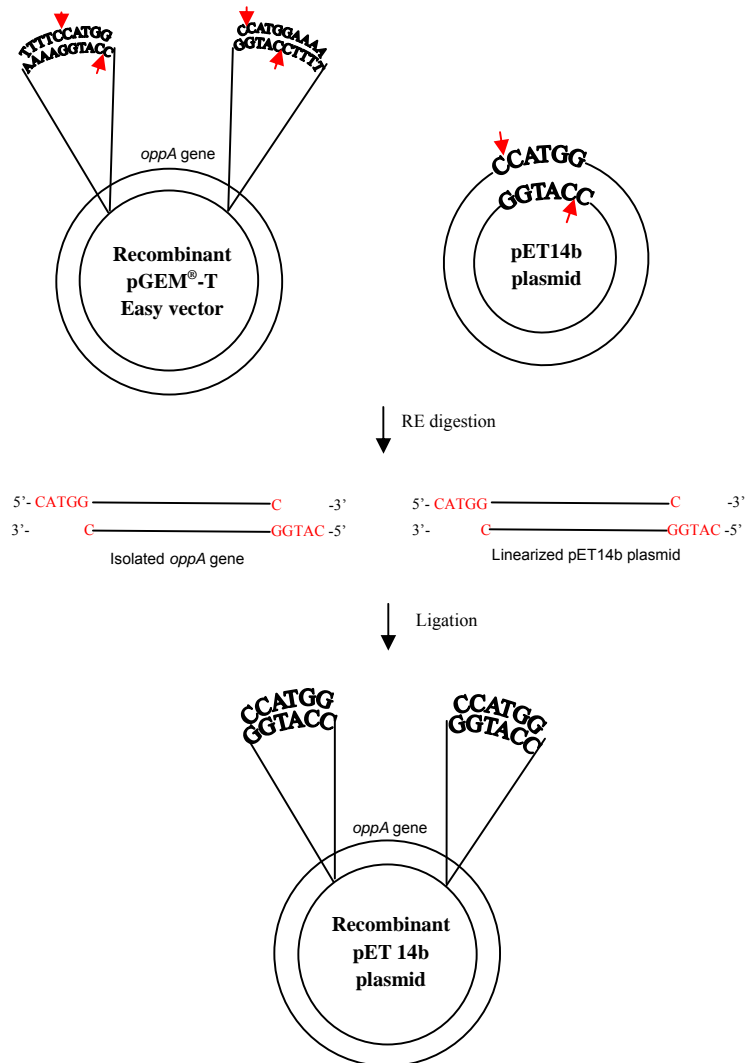 TTTTCCATGG
AAAAGGTACC
CCATGGAAAA
GGTACCTTTT
oppA gene
Recombinant
pGEM®-T
Easy vector
CCATGG
GGTACC
pET14b
plasmid
RE digestion
5’- CATGG C -3’
3’- C GGTAC -5’
Isolated oppA gene
5’- CATGG C -3’
3’- C GGTAC -5’
Linearized pET14b plasmid
Ligation
CCATGG
GGTACC
CCATGG
GGTACC
oppA gene
Recombinant
pET 14b
plasmid